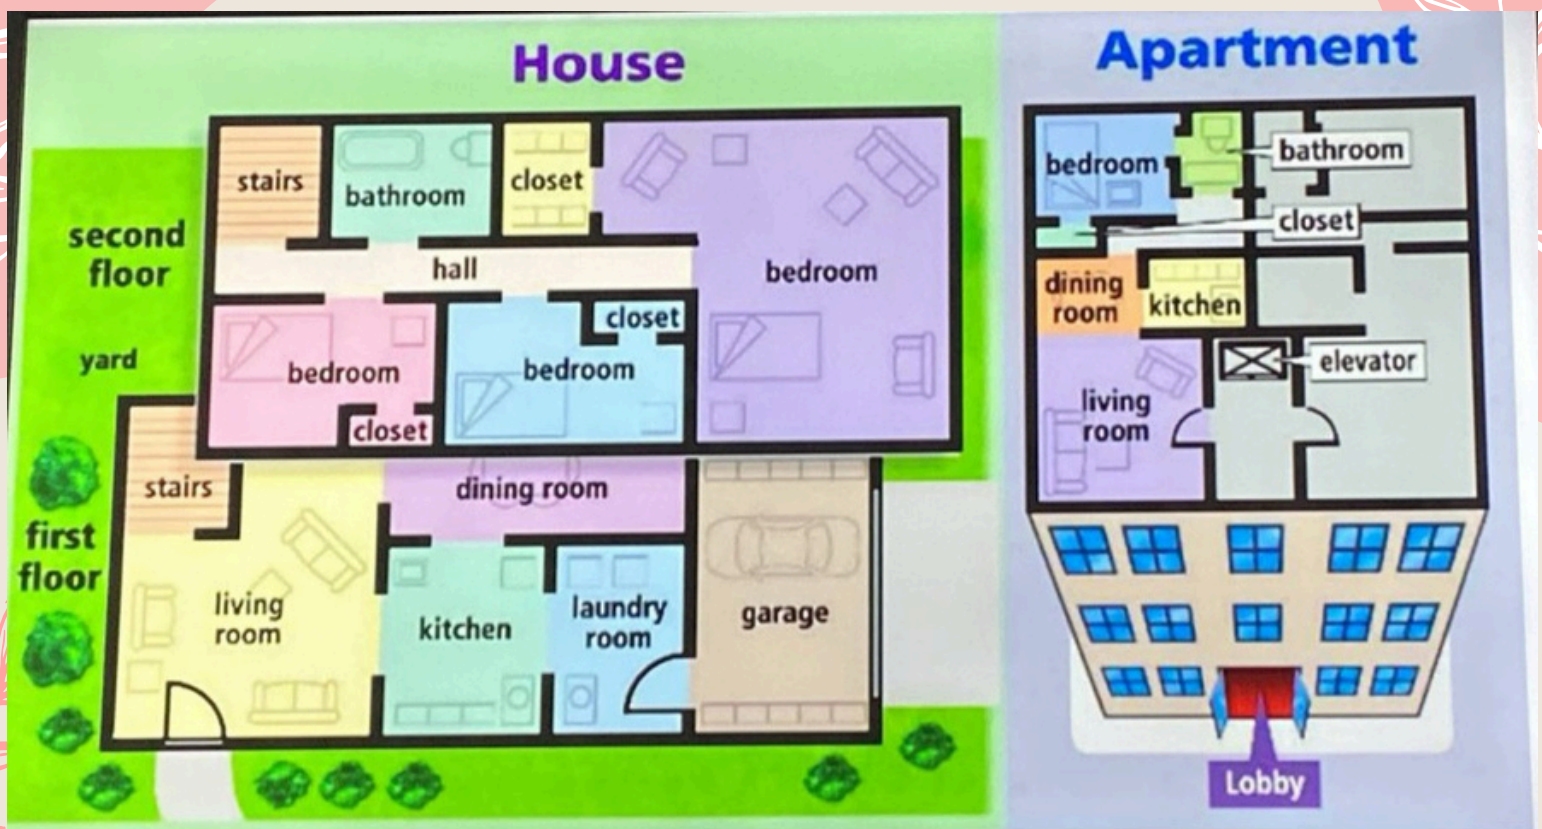 House
stairs
bathroom
closet
second
floor
hall
bedroom
closet
yard
bedroom
bedroom
closet
stairs
dining room
first
floor
living
room
kitchen
laundry
room
garage
Apartment
bedroom
bathroom
closet
dining
room
kitchen
elevator
living
room
Lobby